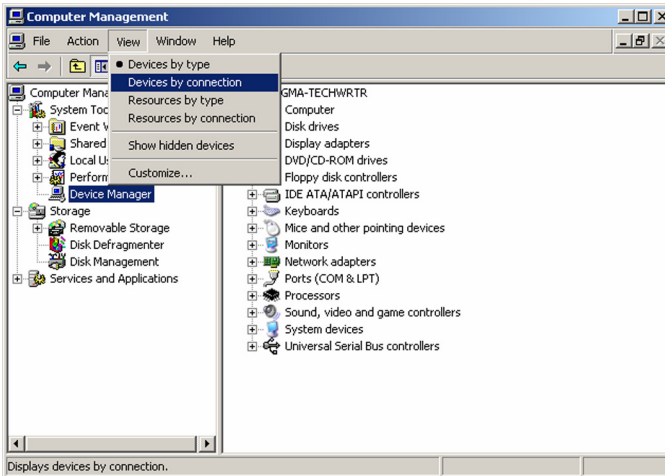 Computer Management
File Action View Window Help
Devices by type
Devices by connection
Resources by type
Resources by connection
Show hidden devices
Customize...
Computer Mana
System Too
Event V
Shared
Local Us
Perform
Device Manager
Storage
Removable Storage
Disk Defragmenter
Disk Management
Services and Applications
GMA-TECHWRTR
Computer
Disk drives
Display adapters
DVD/CD-ROM drives
Floppy disk controllers
IDE ATA/ATAPI controllers
Keyboards
Mice and other pointing devices
Monitors
Network adapters
Ports (COM & LPT)
Processors
Sound, video and game controllers
System devices
Universal Serial Bus controllers
Displays devices by connection.